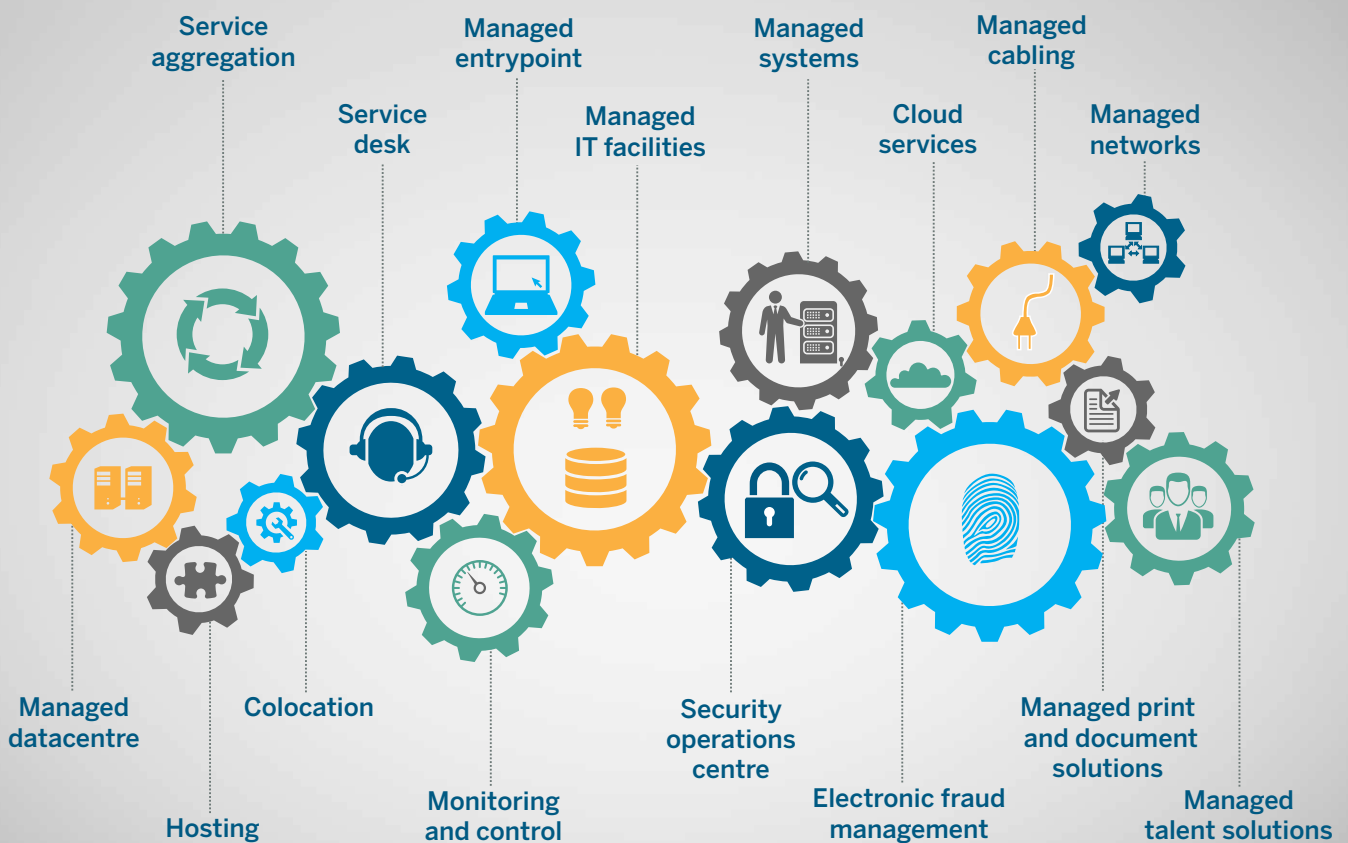 Service
aggregation
Managed
entrypoint
Managed
systems
Managed
cabling
Service
desk
Managed
IT facilities
Cloud
services
Managed
networks
Managed
datacentre
Colocation
Security
operations
centre
Managed print
and document
solutions
Hosting
Monitoring
and control
Electronic fraud
management
Managed
talent solutions